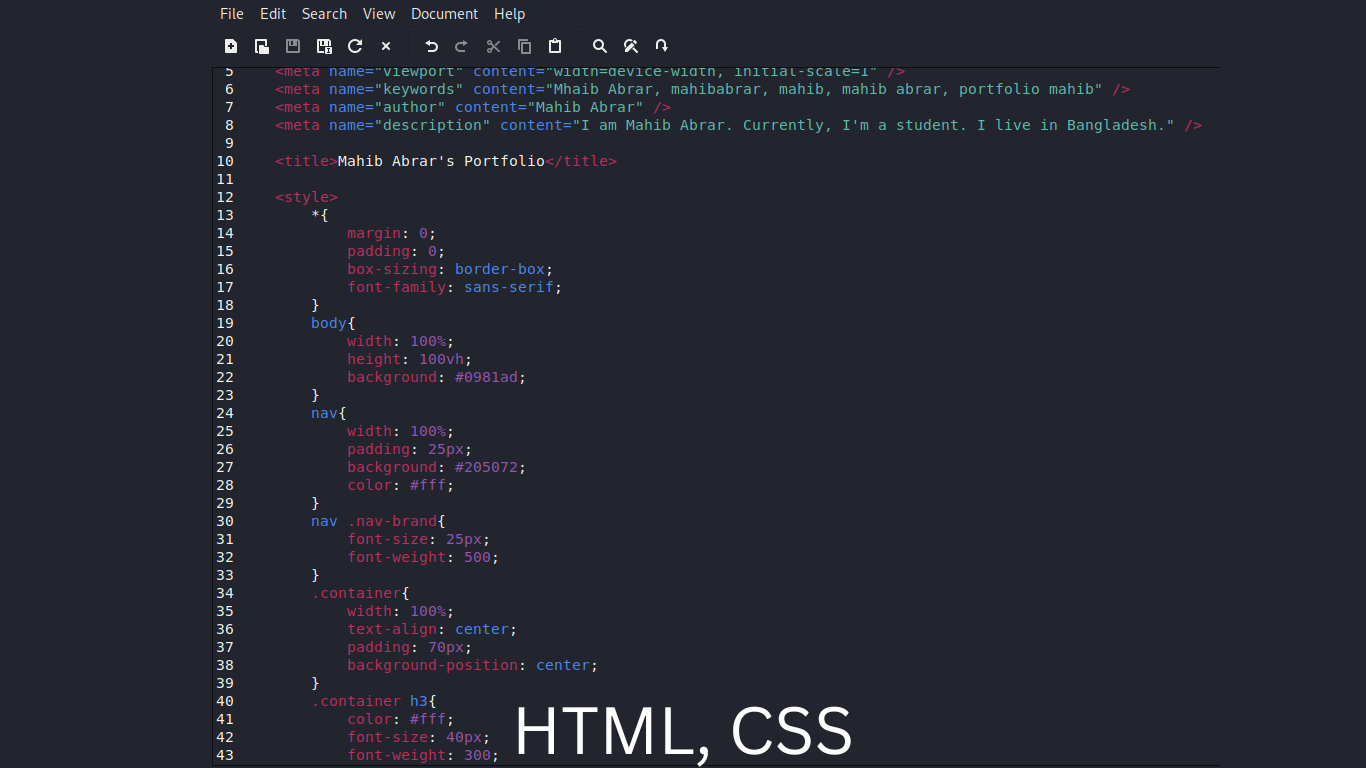 File Edit Search View Document Help
5 <meta name="viewport" content="width=device-width, initial-scale=1" />
6 <meta name="keywords" content="Mhaib Abrar, mahibabrar, mahib, mahib abrar, portfolio mahib" />
7 <meta name="author" content="Mahib Abrar" />
8 <meta name="description" content="I am Mahib Abrar. Currently, I'm a student. I live in Bangladesh." />
9
10 <title>Mahib Abrar's Portfolio</title>
11
12 <style>
13 *{
14 margin: 0;
15 padding: 0;
16 box-sizing: border-box;
17 font-family: sans-serif;
18 }
19 body{
20 width: 100%;
21 height: 100vh;
22 background: #0981ad;
23 }
24 nav{
25 width: 100%;
26 padding: 25px;
27 background: #205072;
28 color: #fff;
29 }
30 nav .nav-brand{
31 font-size: 25px;
32 font-weight: 500;
33 }
34 .container{
35 width: 100%;
36 text-align: center;
37 padding: 70px;
38 background-position: center;
39 }
40 .container h3{
41 color: #fff;
42 font-size: 40px;
43 font-weight: 300;
HTML, CSS